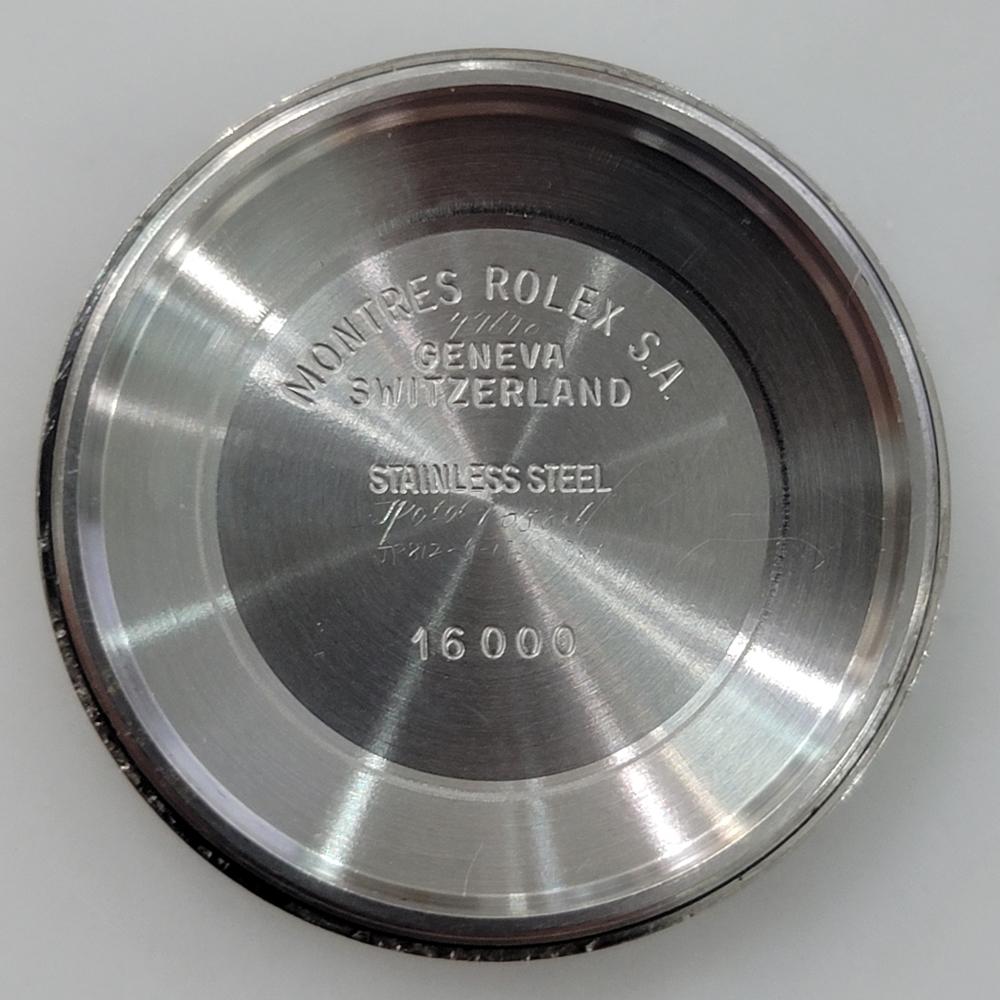 MONTRES ROLEX S.A
GENEVA
SWITZERLAND
STAINLESS STEEL
16000